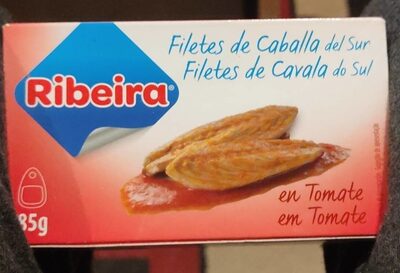 Filetes de Caballa del Sur
Filetes de Cavala do Sul
Ribeira®
en Tomate
em Tomate
85g